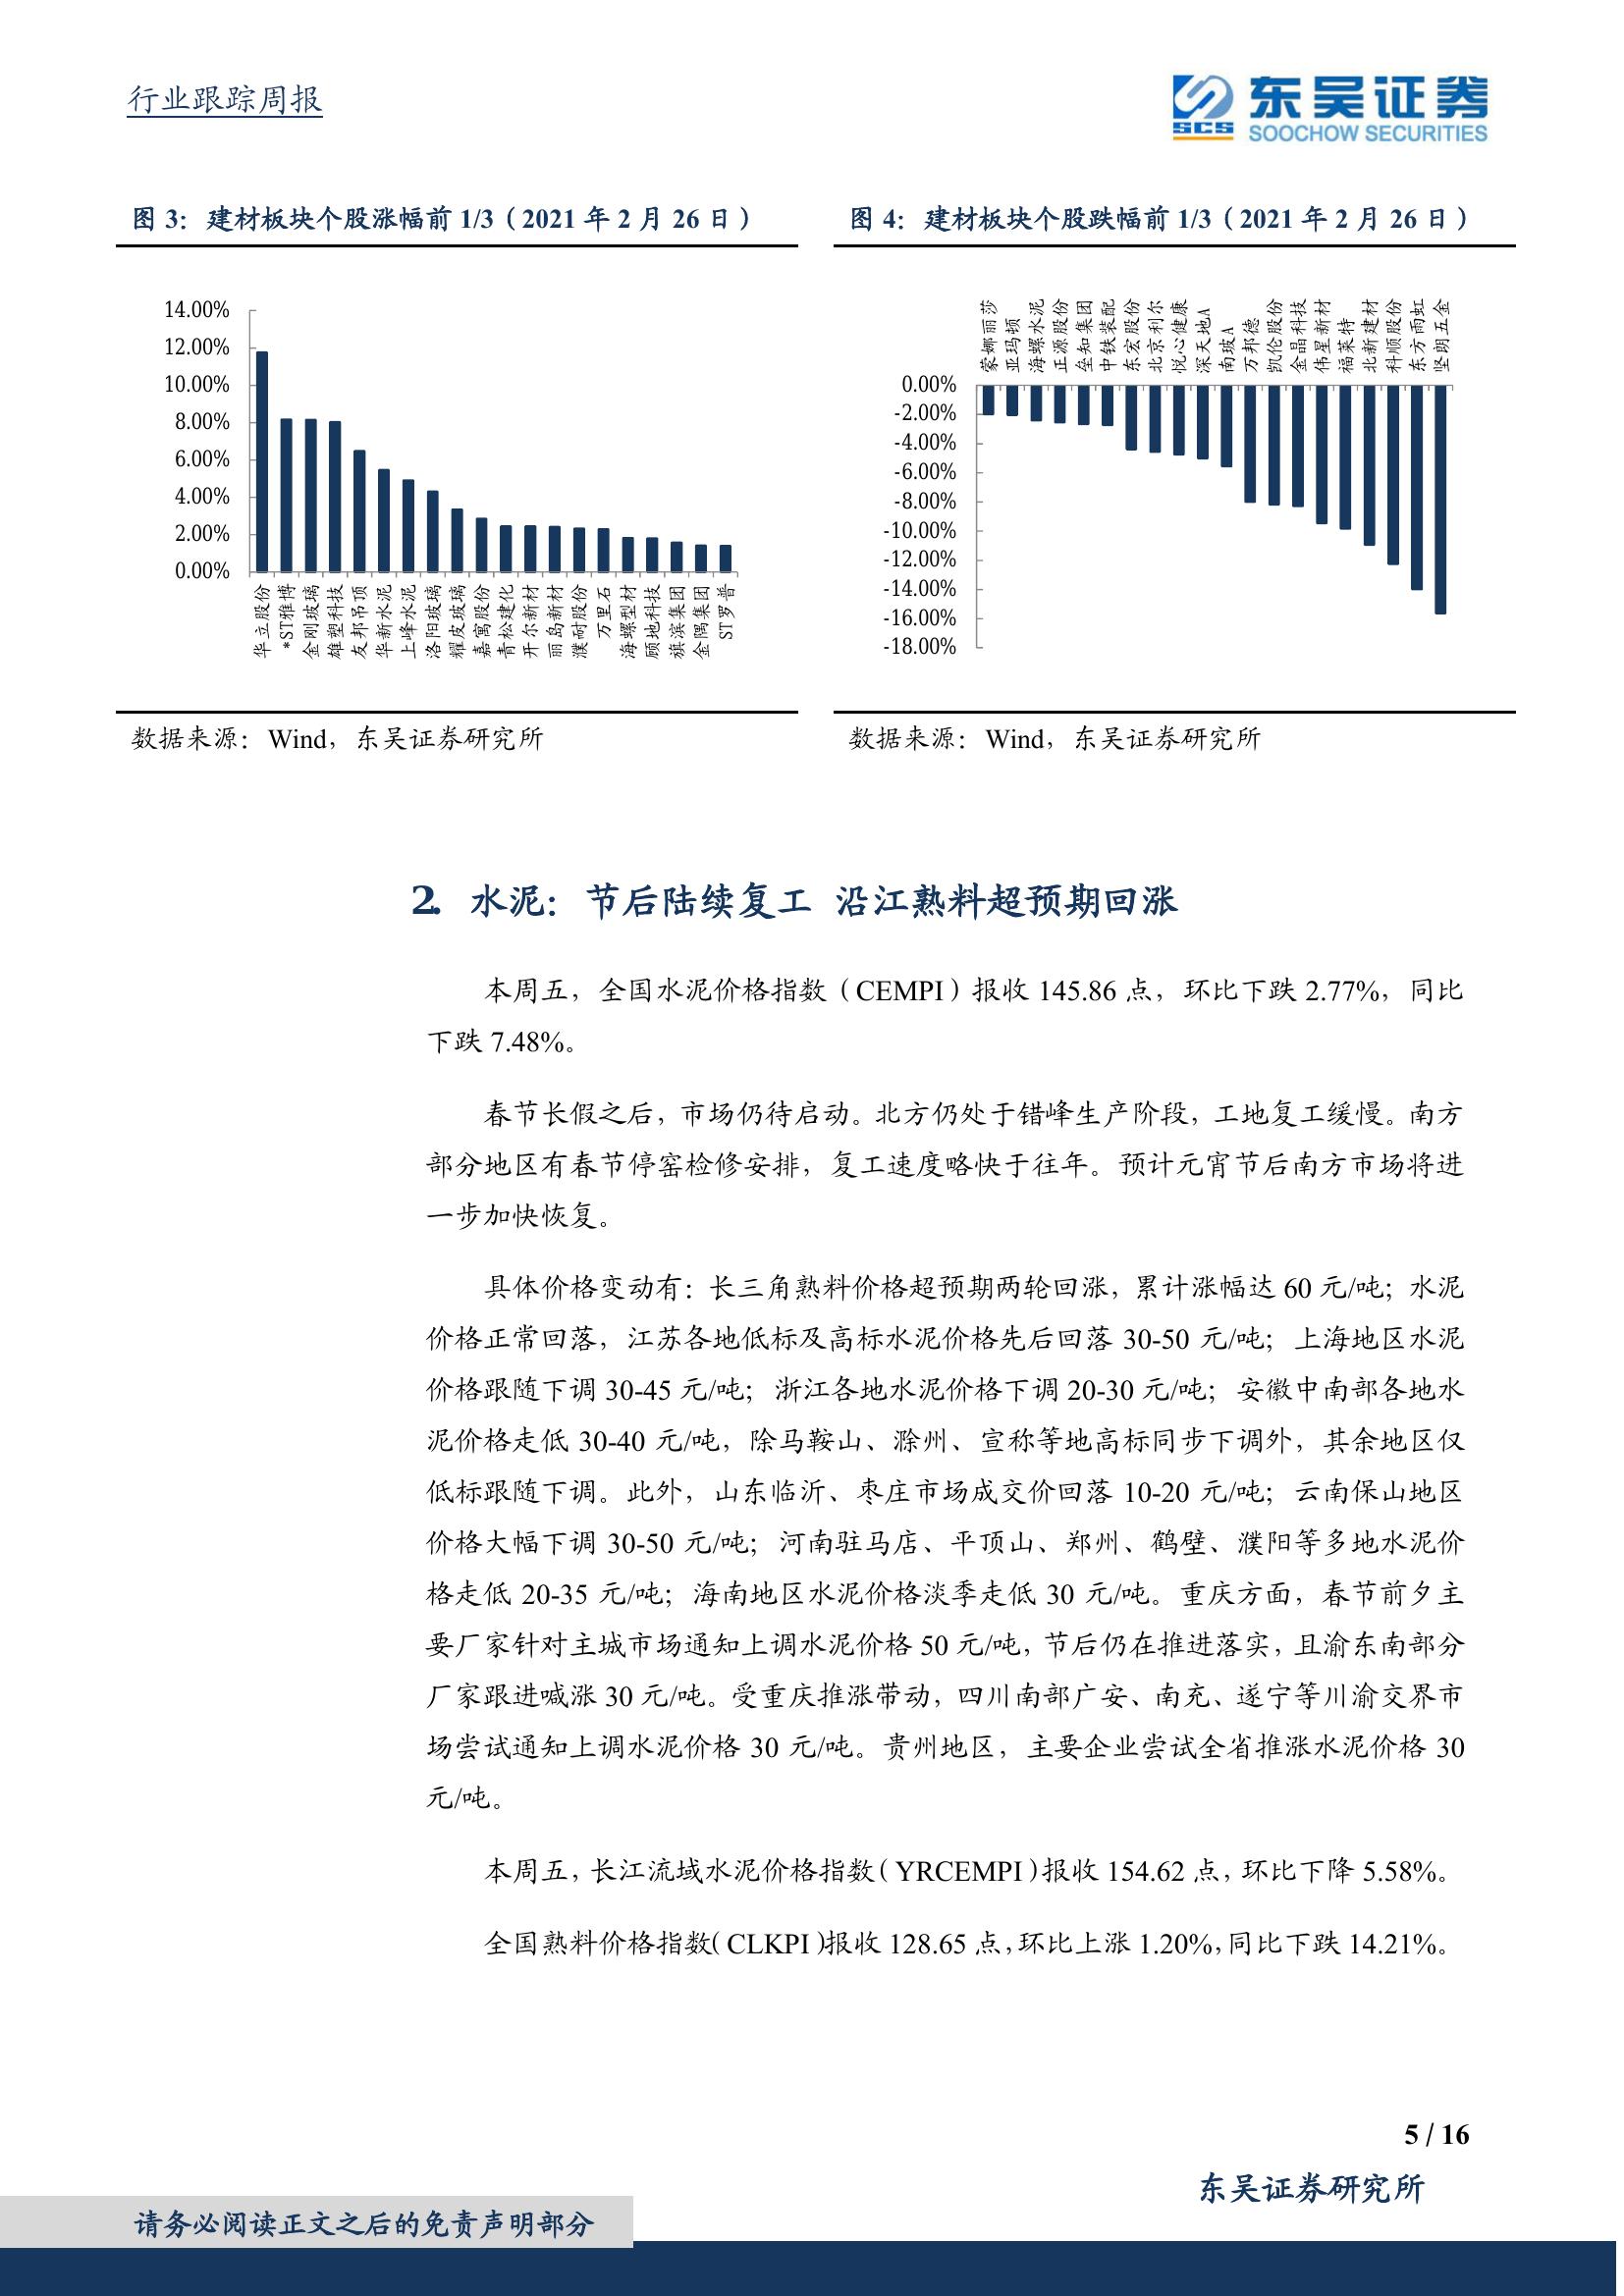 行业跟踪周报
SCS
东吴证券
SOOCHOW SECURITIES
图 3：建材板块个股涨幅前 1/3（2021 年 2 月 26 日）
14.00%
12.00%
10.00%
8.00%
6.00%
4.00%
2.00%
0.00%
华立股份
*ST雅博
金刚玻璃
雄塑科技
友邦吊顶
华新水泥
上峰水泥
洛阳玻璃
耀皮玻璃
嘉寓股份
青松建化
开尔新材
丽岛新材
濮耐股份
万里石
海螺型材
顾地科技
旗滨集团
金隅集团
ST罗普
数据来源：Wind，东吴证券研究所
图 4：建材板块个股跌幅前 1/3（2021 年 2 月 26 日）
蒙娜丽莎
亚玛顿
海螺水泥
正源股份
垒知集团
中铁装配
东宏股份
北京利尔
悦心健康
深天地A
南玻A
万邦德
凯伦股份
金晶科技
伟星新材
福莱特
北新建材
科顺股份
东方雨虹
坚朗五金
0.00%
-2.00%
-4.00%
-6.00%
-8.00%
-10.00%
-12.00%
-14.00%
-16.00%
-18.00%
数据来源：Wind，东吴证券研究所
2. 水泥：节后陆续复工 沿江熟料超预期回涨
本周五，全国水泥价格指数（CEMPI）报收 145.86 点，环比下跌 2.77%，同比
下跌 7.48%。
春节长假之后，市场仍待启动。北方仍处于错峰生产阶段，工地复工缓慢。南方
部分地区有春节停窑检修安排，复工速度略快于往年。预计元宵节后南方市场将进
一步加快恢复。
具体价格变动有：长三角熟料价格超预期两轮回涨，累计涨幅达 60 元/吨；水泥
价格正常回落，江苏各地低标及高标水泥价格先后回落 30-50 元/吨；上海地区水泥
价格跟随下调 30-45 元/吨；浙江各地水泥价格下调 20-30 元/吨；安徽中南部各地水
泥价格走低 30-40 元/吨，除马鞍山、滁州、宣称等地高标同步下调外，其余地区仅
低标跟随下调。此外，山东临沂、枣庄市场成交价回落 10-20 元/吨；云南保山地区
价格大幅下调 30-50 元/吨；河南驻马店、平顶山、郑州、鹤壁、濮阳等多地水泥价
格走低 20-35 元/吨；海南地区水泥价格淡季走低 30 元/吨。重庆方面，春节前夕主
要厂家针对主城市场通知上调水泥价格 50 元/吨，节后仍在推进落实，且渝东南部分
厂家跟进喊涨 30 元/吨。受重庆推涨带动，四川南部广安、南充、遂宁等川渝交界市
场尝试通知上调水泥价格 30 元/吨。贵州地区，主要企业尝试全省推涨水泥价格 30
元/吨。
本周五，长江流域水泥价格指数（YRCEMPI）报收 154.62 点，环比下降 5.58%。
全国熟料价格指数（CLKPI）报收 128.65 点，环比上涨 1.20%，同比下跌 14.21%。
5 / 16
东吴证券研究所
请务必阅读正文之后的免责声明部分